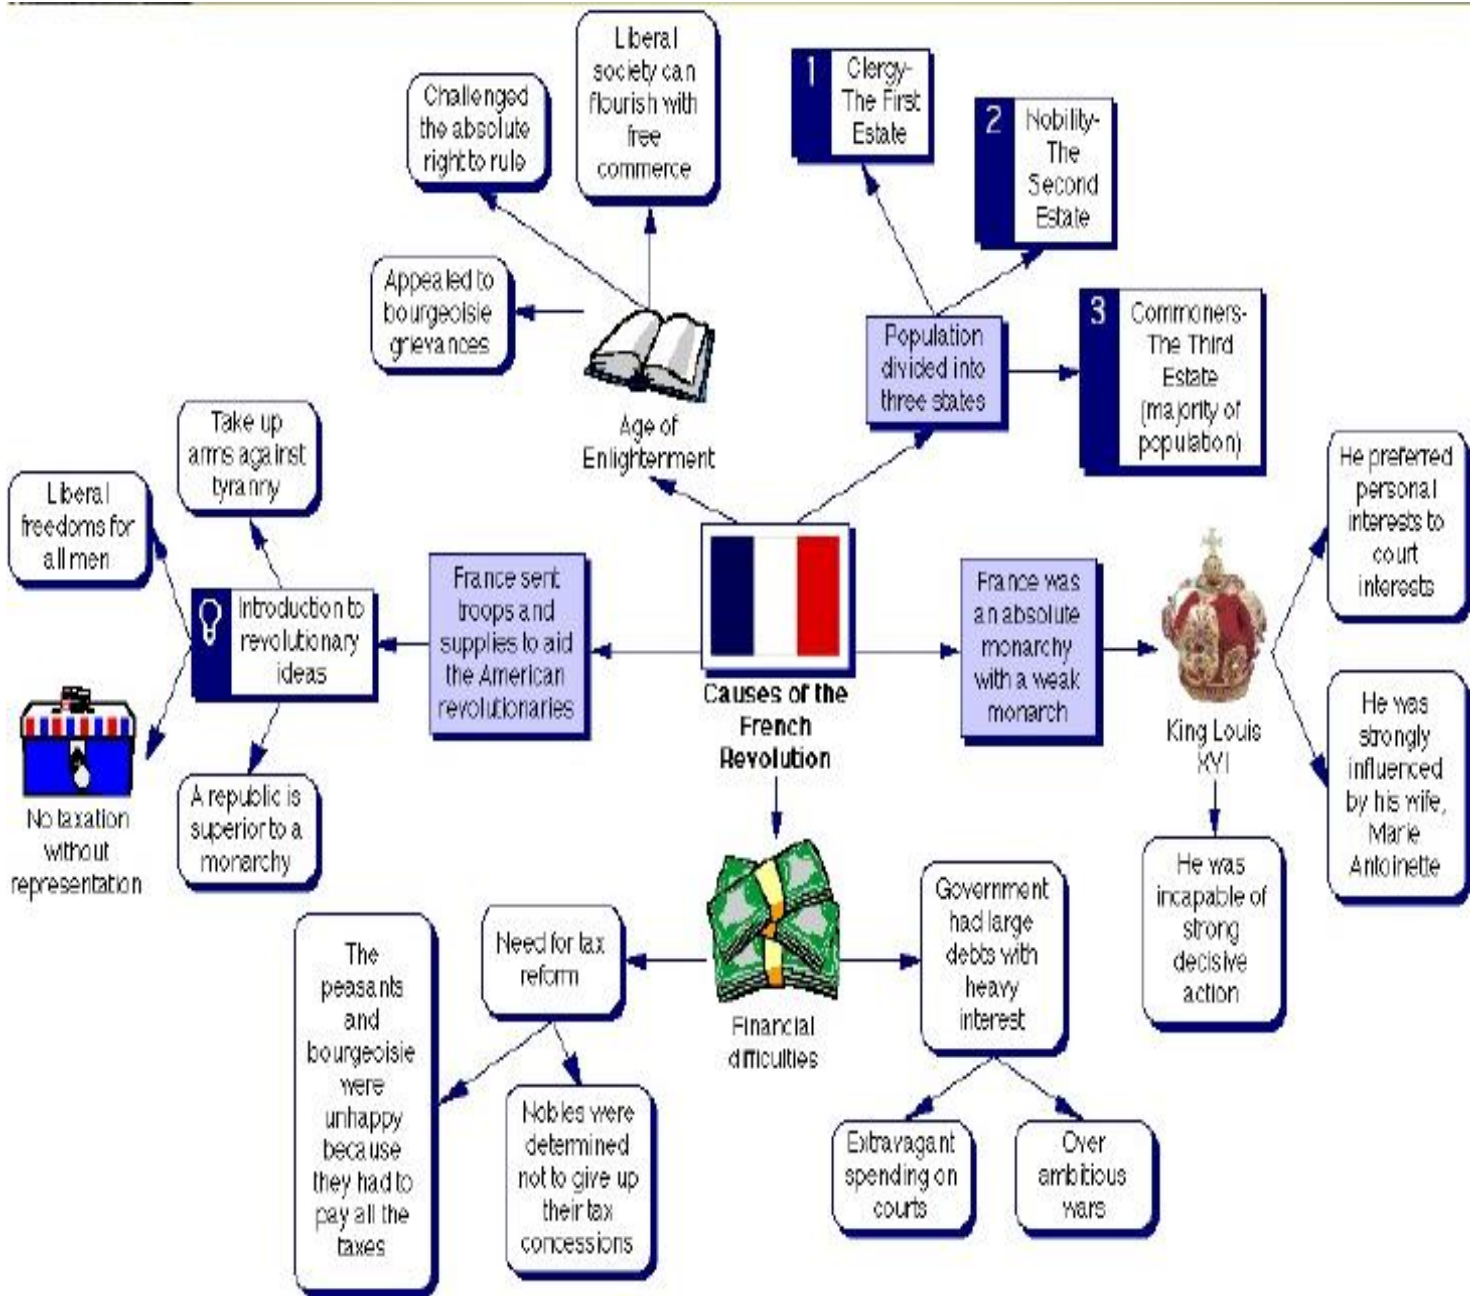 Liberal
society can
flourish with
free
commerce
Challenged
the absolute
right to rule
Appealed to
bourgeoisie
grievances
Age of
Enlightenment
1
Clergy-
The First
Estate
2
Nobility-
The
Second
Estate
3
Commoners-
The Third
Estate
(majority of
population)
Population
divided into
three states
Take up
arms against
tyranny
Liberal
freedoms for
all men
Introduction to
revolutionary
ideas
No taxation
without
representation
A republic is
superior to a
monarchy
France sent
troops and
supplies to aid
the American
revolutionaries
Causes of the
French
Revolution
France was
an absolute
monarchy
with a weak
monarch
King Louis
XVI
He preferred
personal
interests to
court
interests
He was
strongly
influenced
by his wife,
Marie
Antoinette
He was
incapable of
strong
decisive
action
Financial
difficulties
Need for tax
reform
The
peasants
and
bourgeoisie
were
unhappy
because
they had to
pay all the
taxes
Nobles were
determined
not to give up
their tax
concessions
Government
had large
debts with
heavy
interest
Extravagant
spending on
courts
Over
ambitious
wars